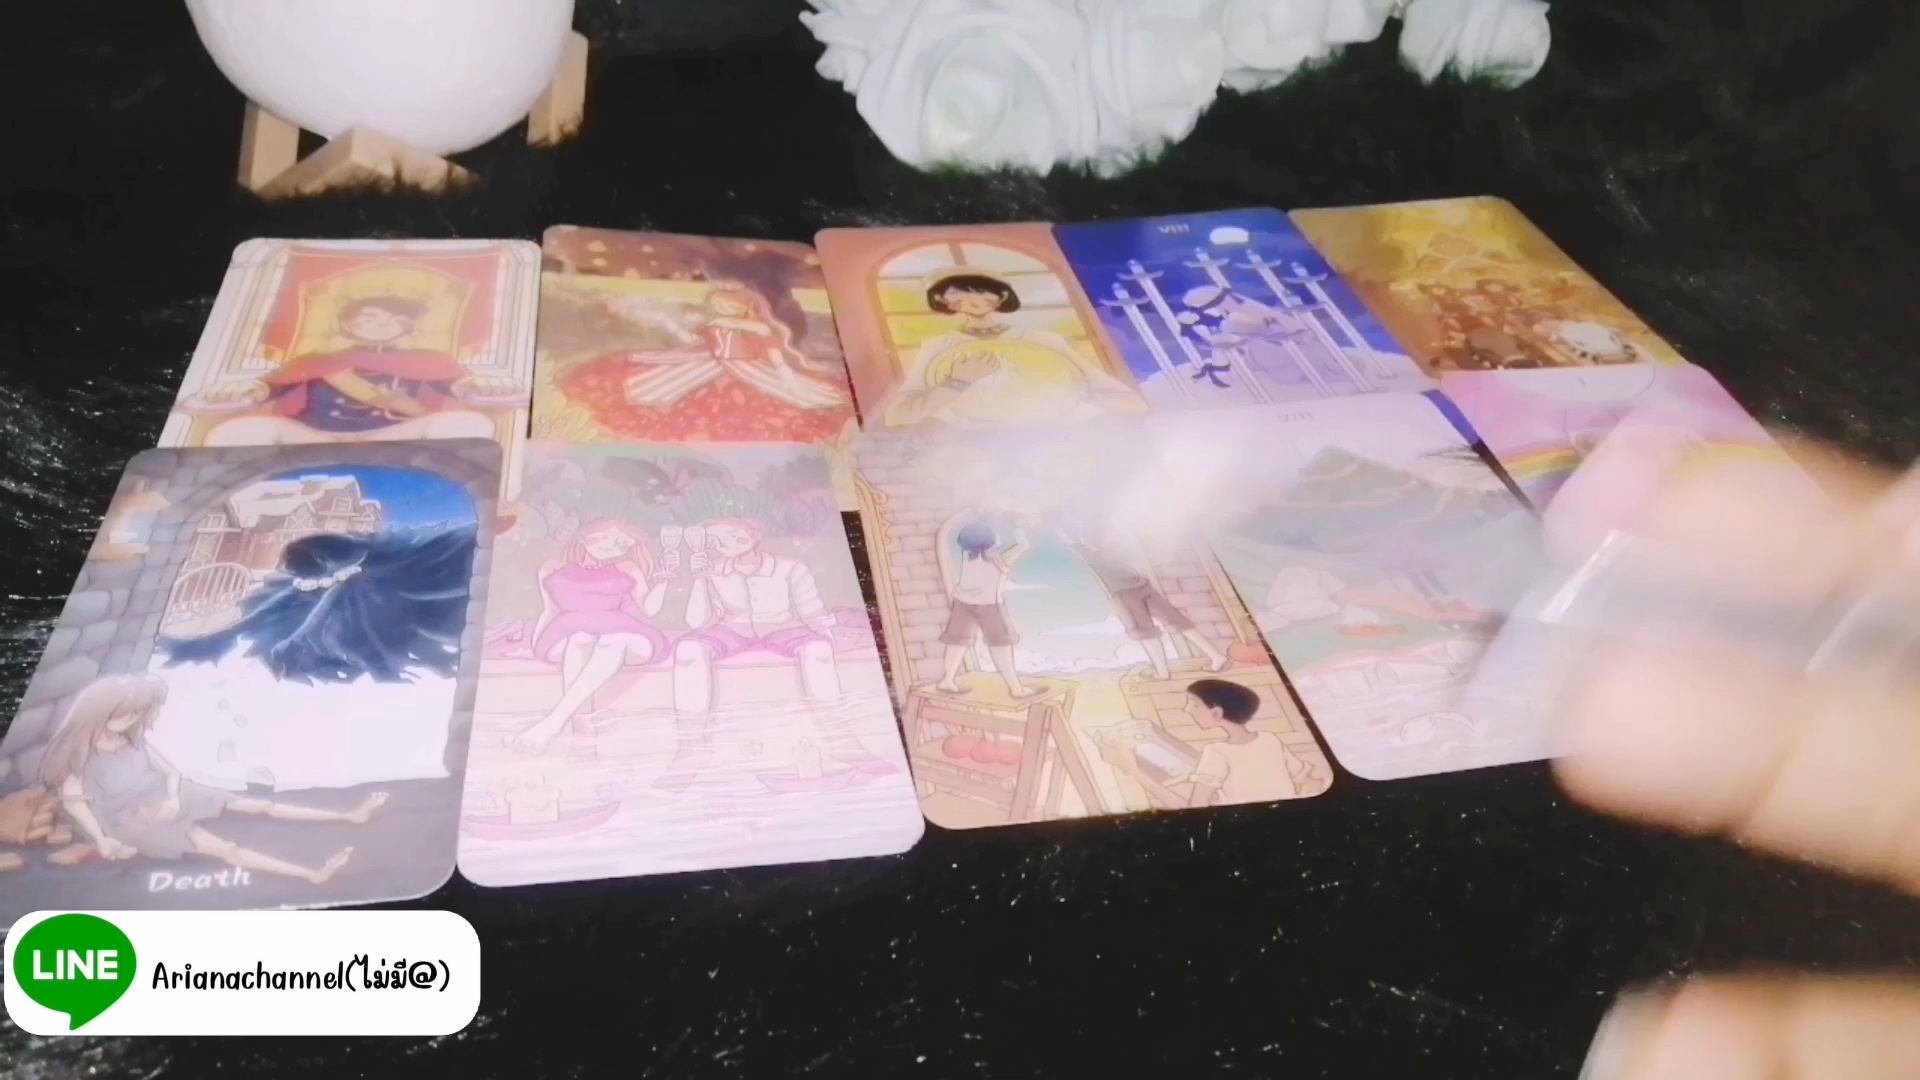 VIII
VIII
Death
LINE
Arianachannel(ไม่มี@)